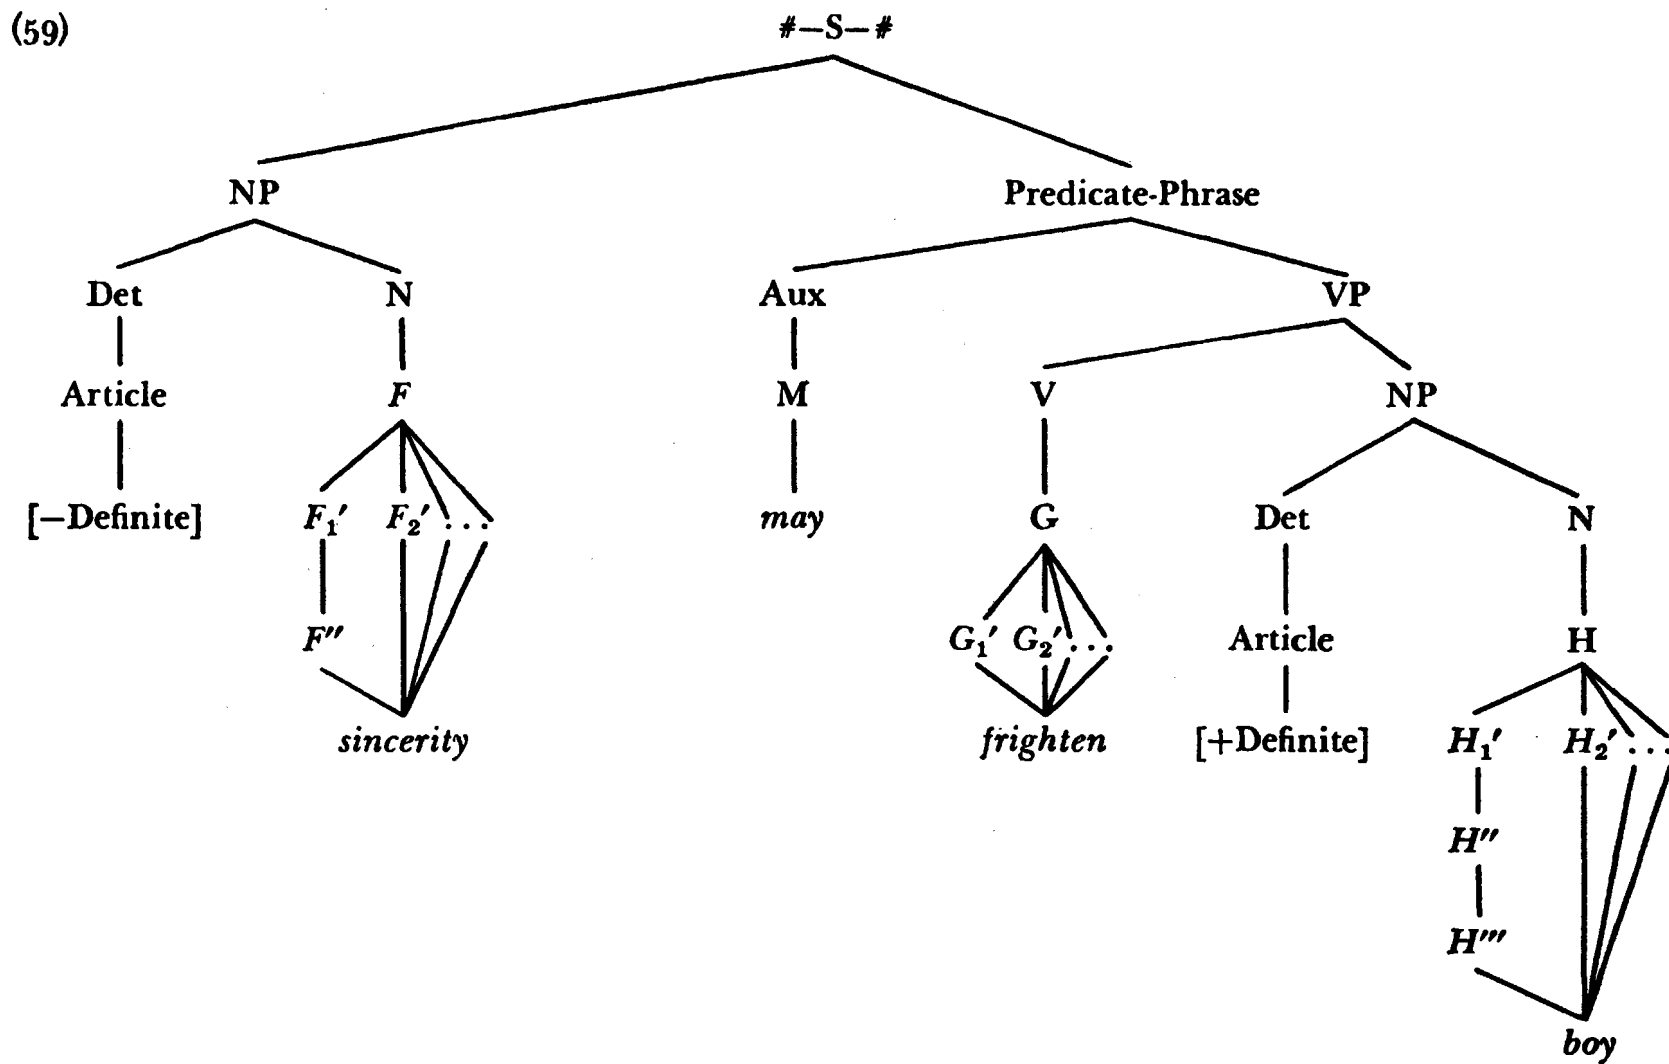 (59) #–S–#
NP Predicate-Phrase
Det N Aux VP
Article F M V NP
[–Definite] F₁′ F₂′ . . . may G Det N
F″ G₁′ G₂′ . . . Article H
sincerity frighten [+Definite] H₁′ H₂′ . . .
H″
H‴
boy